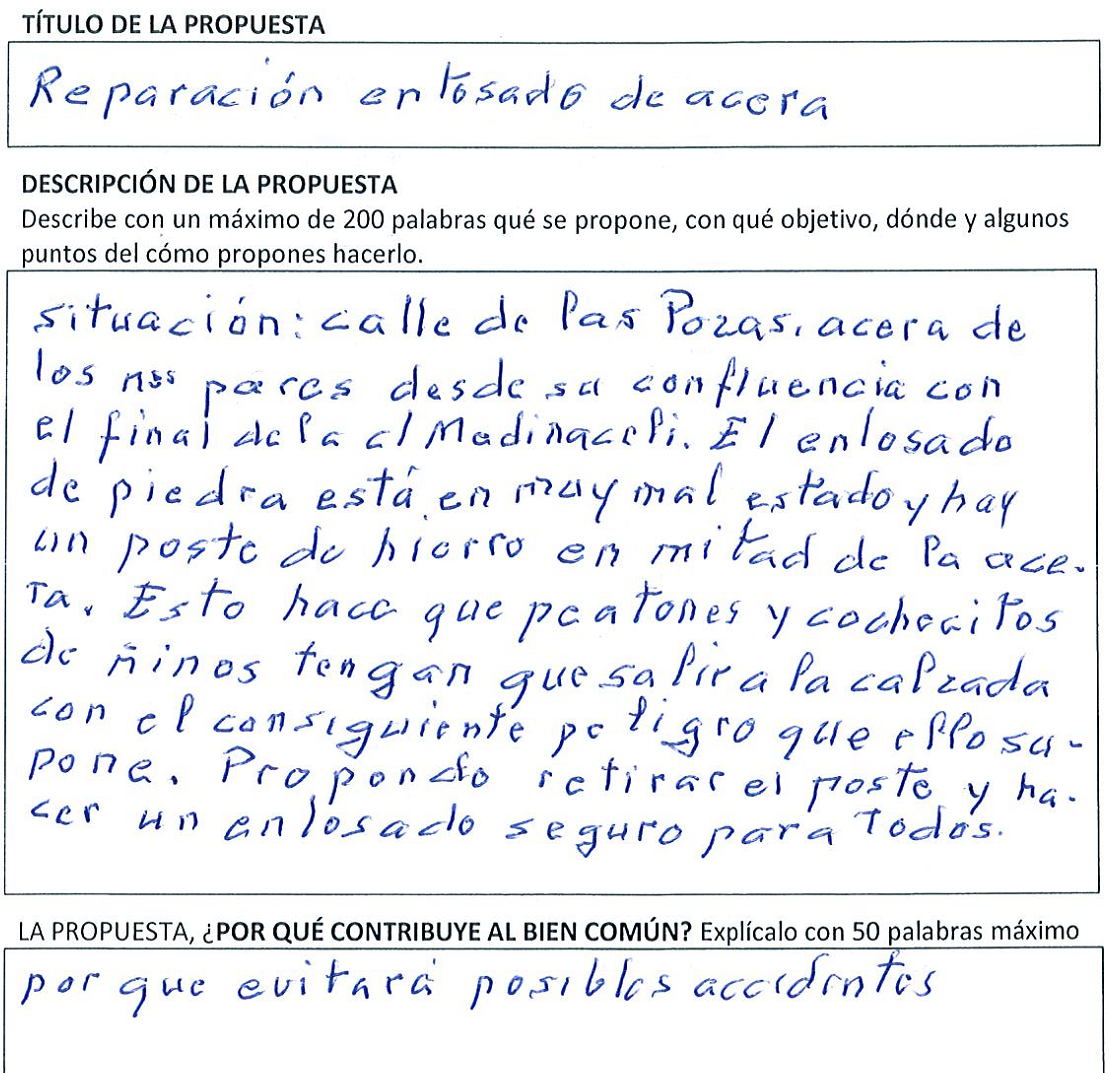 TÍTULO DE LA PROPUESTA
Reparación enlosado de acera
DESCRIPCIÓN DE LA PROPUESTA
Describe con un máximo de 200 palabras qué se propone, con qué objetivo, dónde y algunos
puntos del cómo propones hacerlo.
situación: calle de las Pozas, acera de
los nºs pares desde su confluencia con
el final de la c/ Medinaceli. El enlosado
de piedra está en muy mal estado y hay
un poste de hierro en mitad de la ace-
ra. Esto hace que peatones y cochecitos
de niños tengan que salir a la calzada
con el consiguiente peligro que ello su-
pone. Propondo retirar el poste y ha-
cer un enlosado seguro para Todos.
LA PROPUESTA, ¿POR QUÉ CONTRIBUYE AL BIEN COMÚN? Explícalo con 50 palabras máximo
por que evitará posibles accidentes